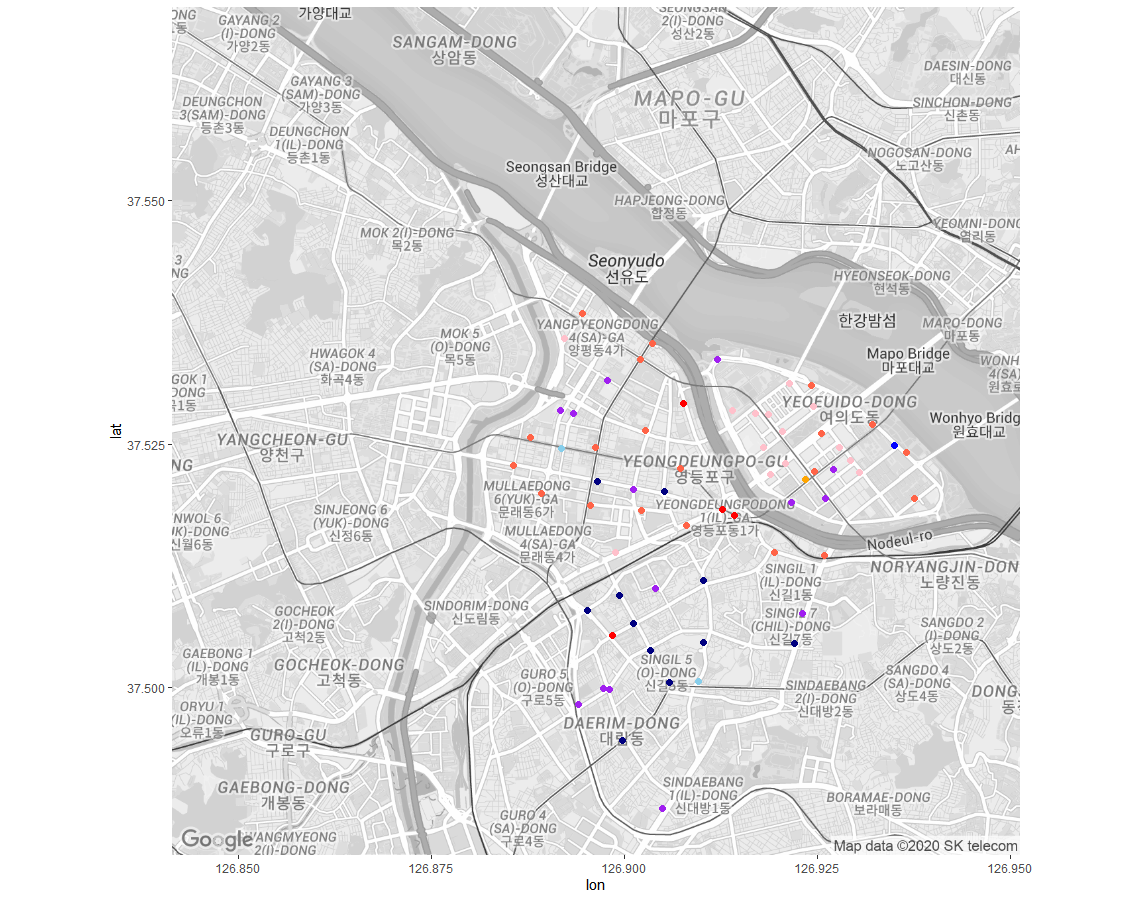 가양대교
GAYANG 2
(I)-DONG
가양2동
SANGAM-DONG
상암동
2(I)-DONG
성산2동
DAESIN-DONG
대신동
GAYANG 3
(SAM)-DONG
가양3동
DEUNGCHON
3(SAM)-DONG
등촌3동
MAPO-GU
마포구
SINCHON-DONG
신촌동
DEUNGCHON
1(IL)-DONG
등촌1동
NOGOSAN-DONG
노고산동
Seongsan Bridge
성산대교
HAPJEONG-DONG
합정동
37.550
YEOMNI-DONG
염리동
MOK 2(I)-DONG
목2동
Seonyudo
선유도
HYEONSEOK-DONG
현석동
한강밤섬
MAPO-DONG
마포동
YANGPYEONGDONG
4(SA)-GA
양평동4가
MOK 5
(O)-DONG
목5동
HWAGOK 4
(SA)-DONG
화곡4동
Mapo Bridge
마포대교
YEOEUIDO-DONG
여의도동
Wonhyo Bridg
원효대교
lat
37.525
YANGCHEON-GU
양천구
YEONGDEUNGPO-GU
영등포구
MULLAEDONG
6(YUK)-GA
문래동6가
YEONGDEUNGPODONG
1(IL)-GA
영등포동1가
SINJEONG 6
(YUK)-DONG
신정6동
MULLAEDONG
4(SA)-GA
문래동4가
Nodeul-ro
NORYANGJIN-DON
노량진동
SINGIL 1
(IL)-DONG
신길1동
SINGIL 7
(CHIL)-DONG
신길7동
GOCHEOK
2(I)-DONG
고척2동
SINDORIM-DONG
신도림동
SANGDO 2
(I)-DONG
상도2동
GAEBONG 1
(IL)-DONG
개봉1동
GOCHEOK-DONG
고척동
GURO 5
(O)-DONG
구로5동
SINGIL 5
(O)-DONG
SANGDO 4
(SA)-DONG
상도4동
37.500
SINDAEBANG
2(I)-DONG
신대방2동
ORYU 1
(IL)-DONG
오류1동
DAERIM-DONG
대림동
GURO-GU
구로구
GAEBONG-DONG
개봉동
SINDAEBANG
1(IL)-DONG
신대방1동
BORAMAE-DONG
보라매동
GURO 4
(SA)-DONG
구로4동
Google
2(I)-DONG
Map data ©2020 SK telecom
126.850
126.875
126.900
126.925
126.950
lon